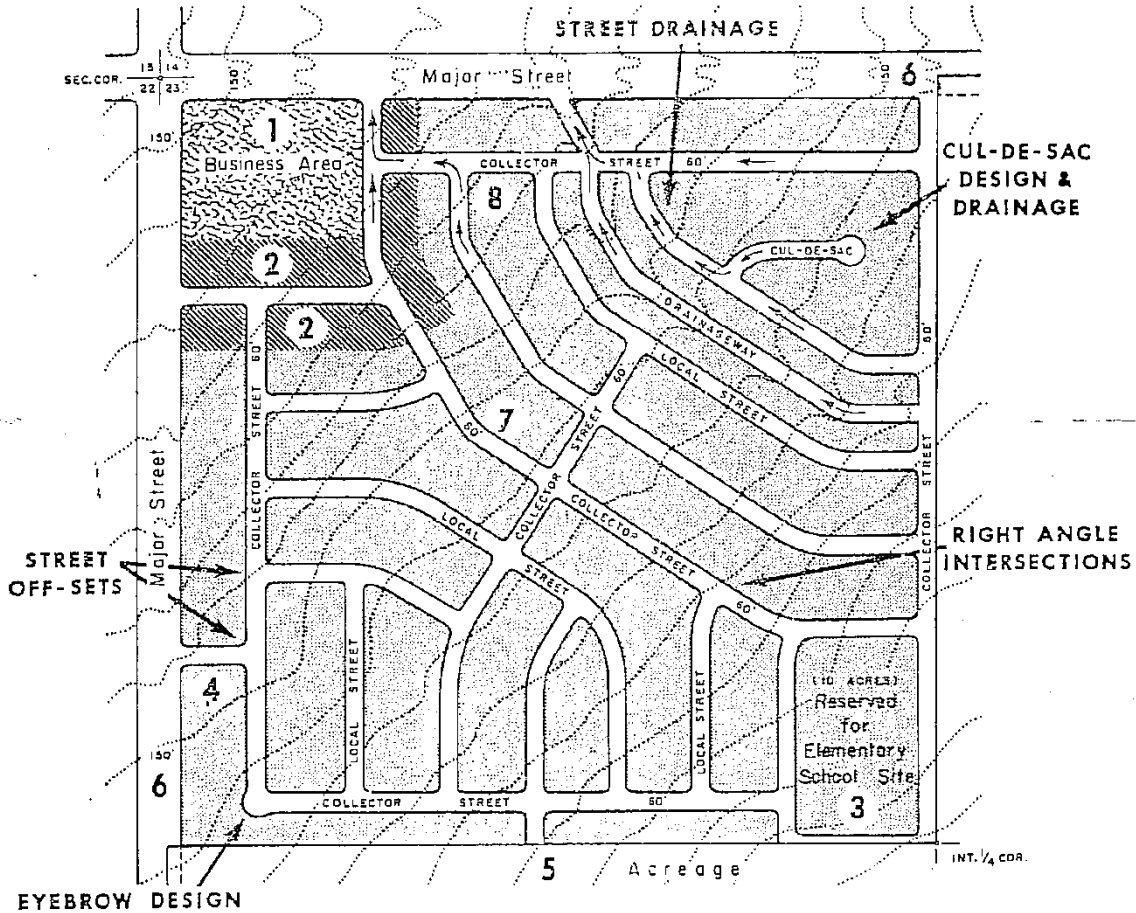 STREET DRAINAGE
SEC. COR.
15 14
22 23
150'
Major Street
150'
6
150'
1
Business Area
COLLECTOR STREET 60'
CUL-DE-SAC
DESIGN &
DRAINAGE
8
2
CUL-DE-SAC
2
DRAINAGEWAY
60'
60'
LOCAL STREET
60'
COLLECTOR STREET
7
60'
COLLECTOR STREET
Major Street
LOCAL STREET
COLLECTOR STREET
COLLECTOR STREET
RIGHT ANGLE
INTERSECTIONS
STREET
OFF-SETS
60'
4
LOCAL STREET
LOCAL STREET
(10 ACRES)
Reserved
for
Elementary
School Site
3
150'
6
COLLECTOR STREET 60'
5 Acreage
INT. 1/4 COR.
EYEBROW DESIGN